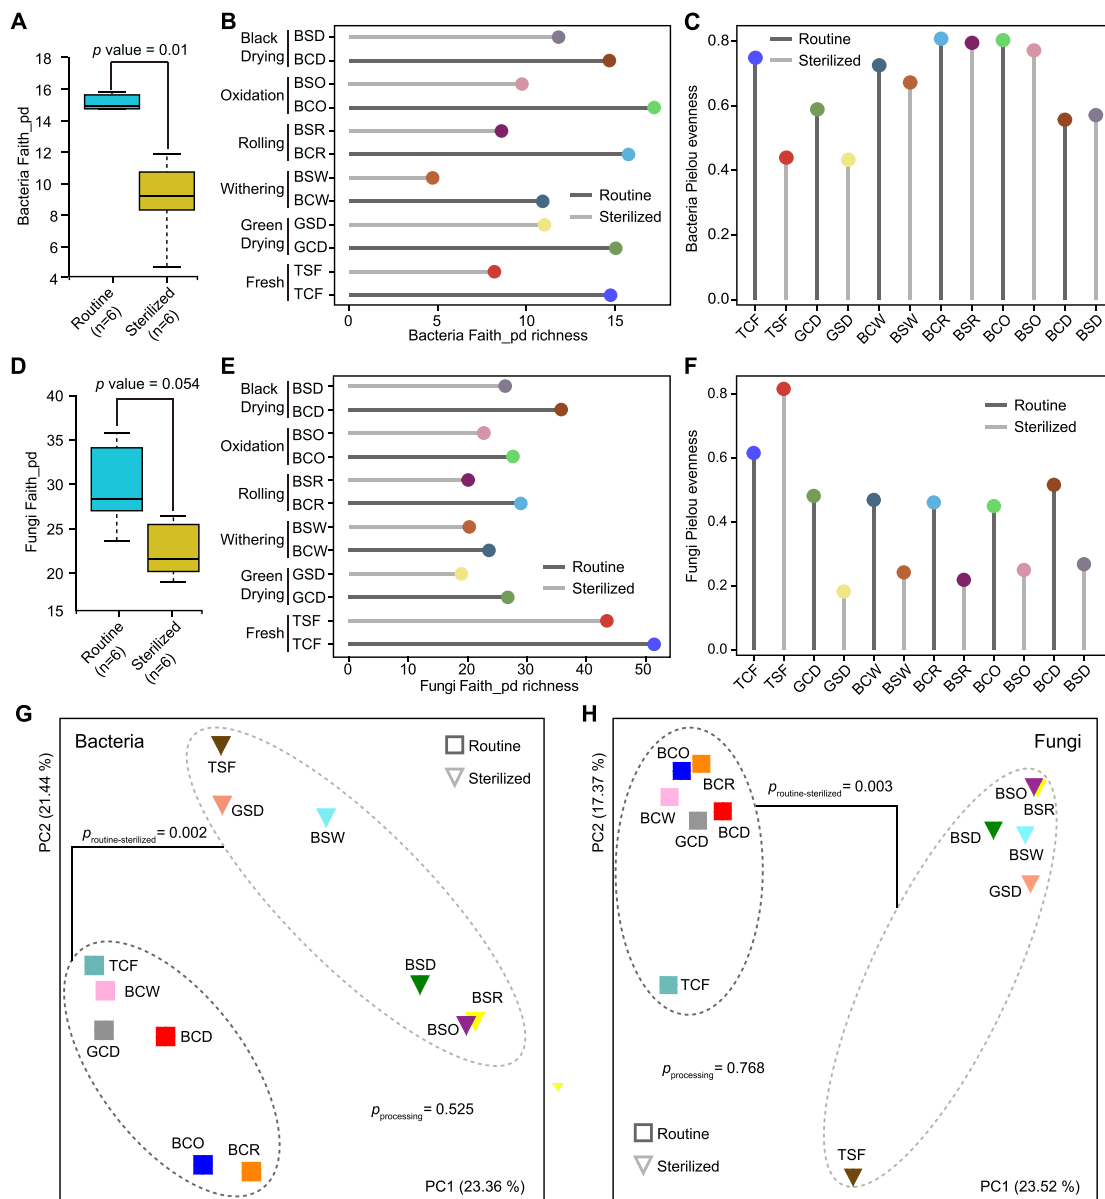 A
p value = 0.01
Bacteria Faith_pd
18
16
14
12
10
8
6
4
Routine
(n=6)
Sterilized
(n=6)
B
Black
Drying
Oxidation
Rolling
Withering
Green
Drying
Fresh
BSD
BCD
BSO
BCO
BSR
BCR
BSW
BCW
GSD
GCD
TSF
TCF
Routine
Sterilized
0
5
10
15
Bacteria Faith_pd richness
C
Bacteria Pielou evenness
0.8
0.6
0.4
0.2
0.0
Routine
Sterilized
TCF
TSF
GCD
GSD
BCW
BSW
BCR
BSR
BCO
BSO
BCD
BSD
D
p value = 0.054
Fungi Faith_pd
40
35
30
25
20
15
Routine
(n=6)
Sterilized
(n=6)
E
Black
Drying
Oxidation
Rolling
Withering
Green
Drying
Fresh
BSD
BCD
BSO
BCO
BSR
BCR
BSW
BCW
GSD
GCD
TSF
TCF
Routine
Sterilized
0
10
20
30
40
50
Fungi Faith_pd richness
F
Fungi Pielou evenness
0.8
0.6
0.4
0.2
0.0
Routine
Sterilized
TCF
TSF
GCD
GSD
BCW
BSW
BCR
BSR
BCO
BSO
BCD
BSD
G
Bacteria
PC2 (21.44 %)
Routine
Sterilized
TSF
GSD
BSW
p routine-sterilized = 0.002
BSD
BSR
BSO
TCF
BCW
GCD
BCD
BCO
BCR
p processing = 0.525
PC1 (23.36 %)
H
Fungi
PC2 (17.37 %)
BCO
BCR
BCW
GCD
BCD
p routine-sterilized = 0.003
BSO
BSR
BSD
BSW
GSD
TCF
p processing = 0.768
Routine
Sterilized
TSF
PC1 (23.52 %)